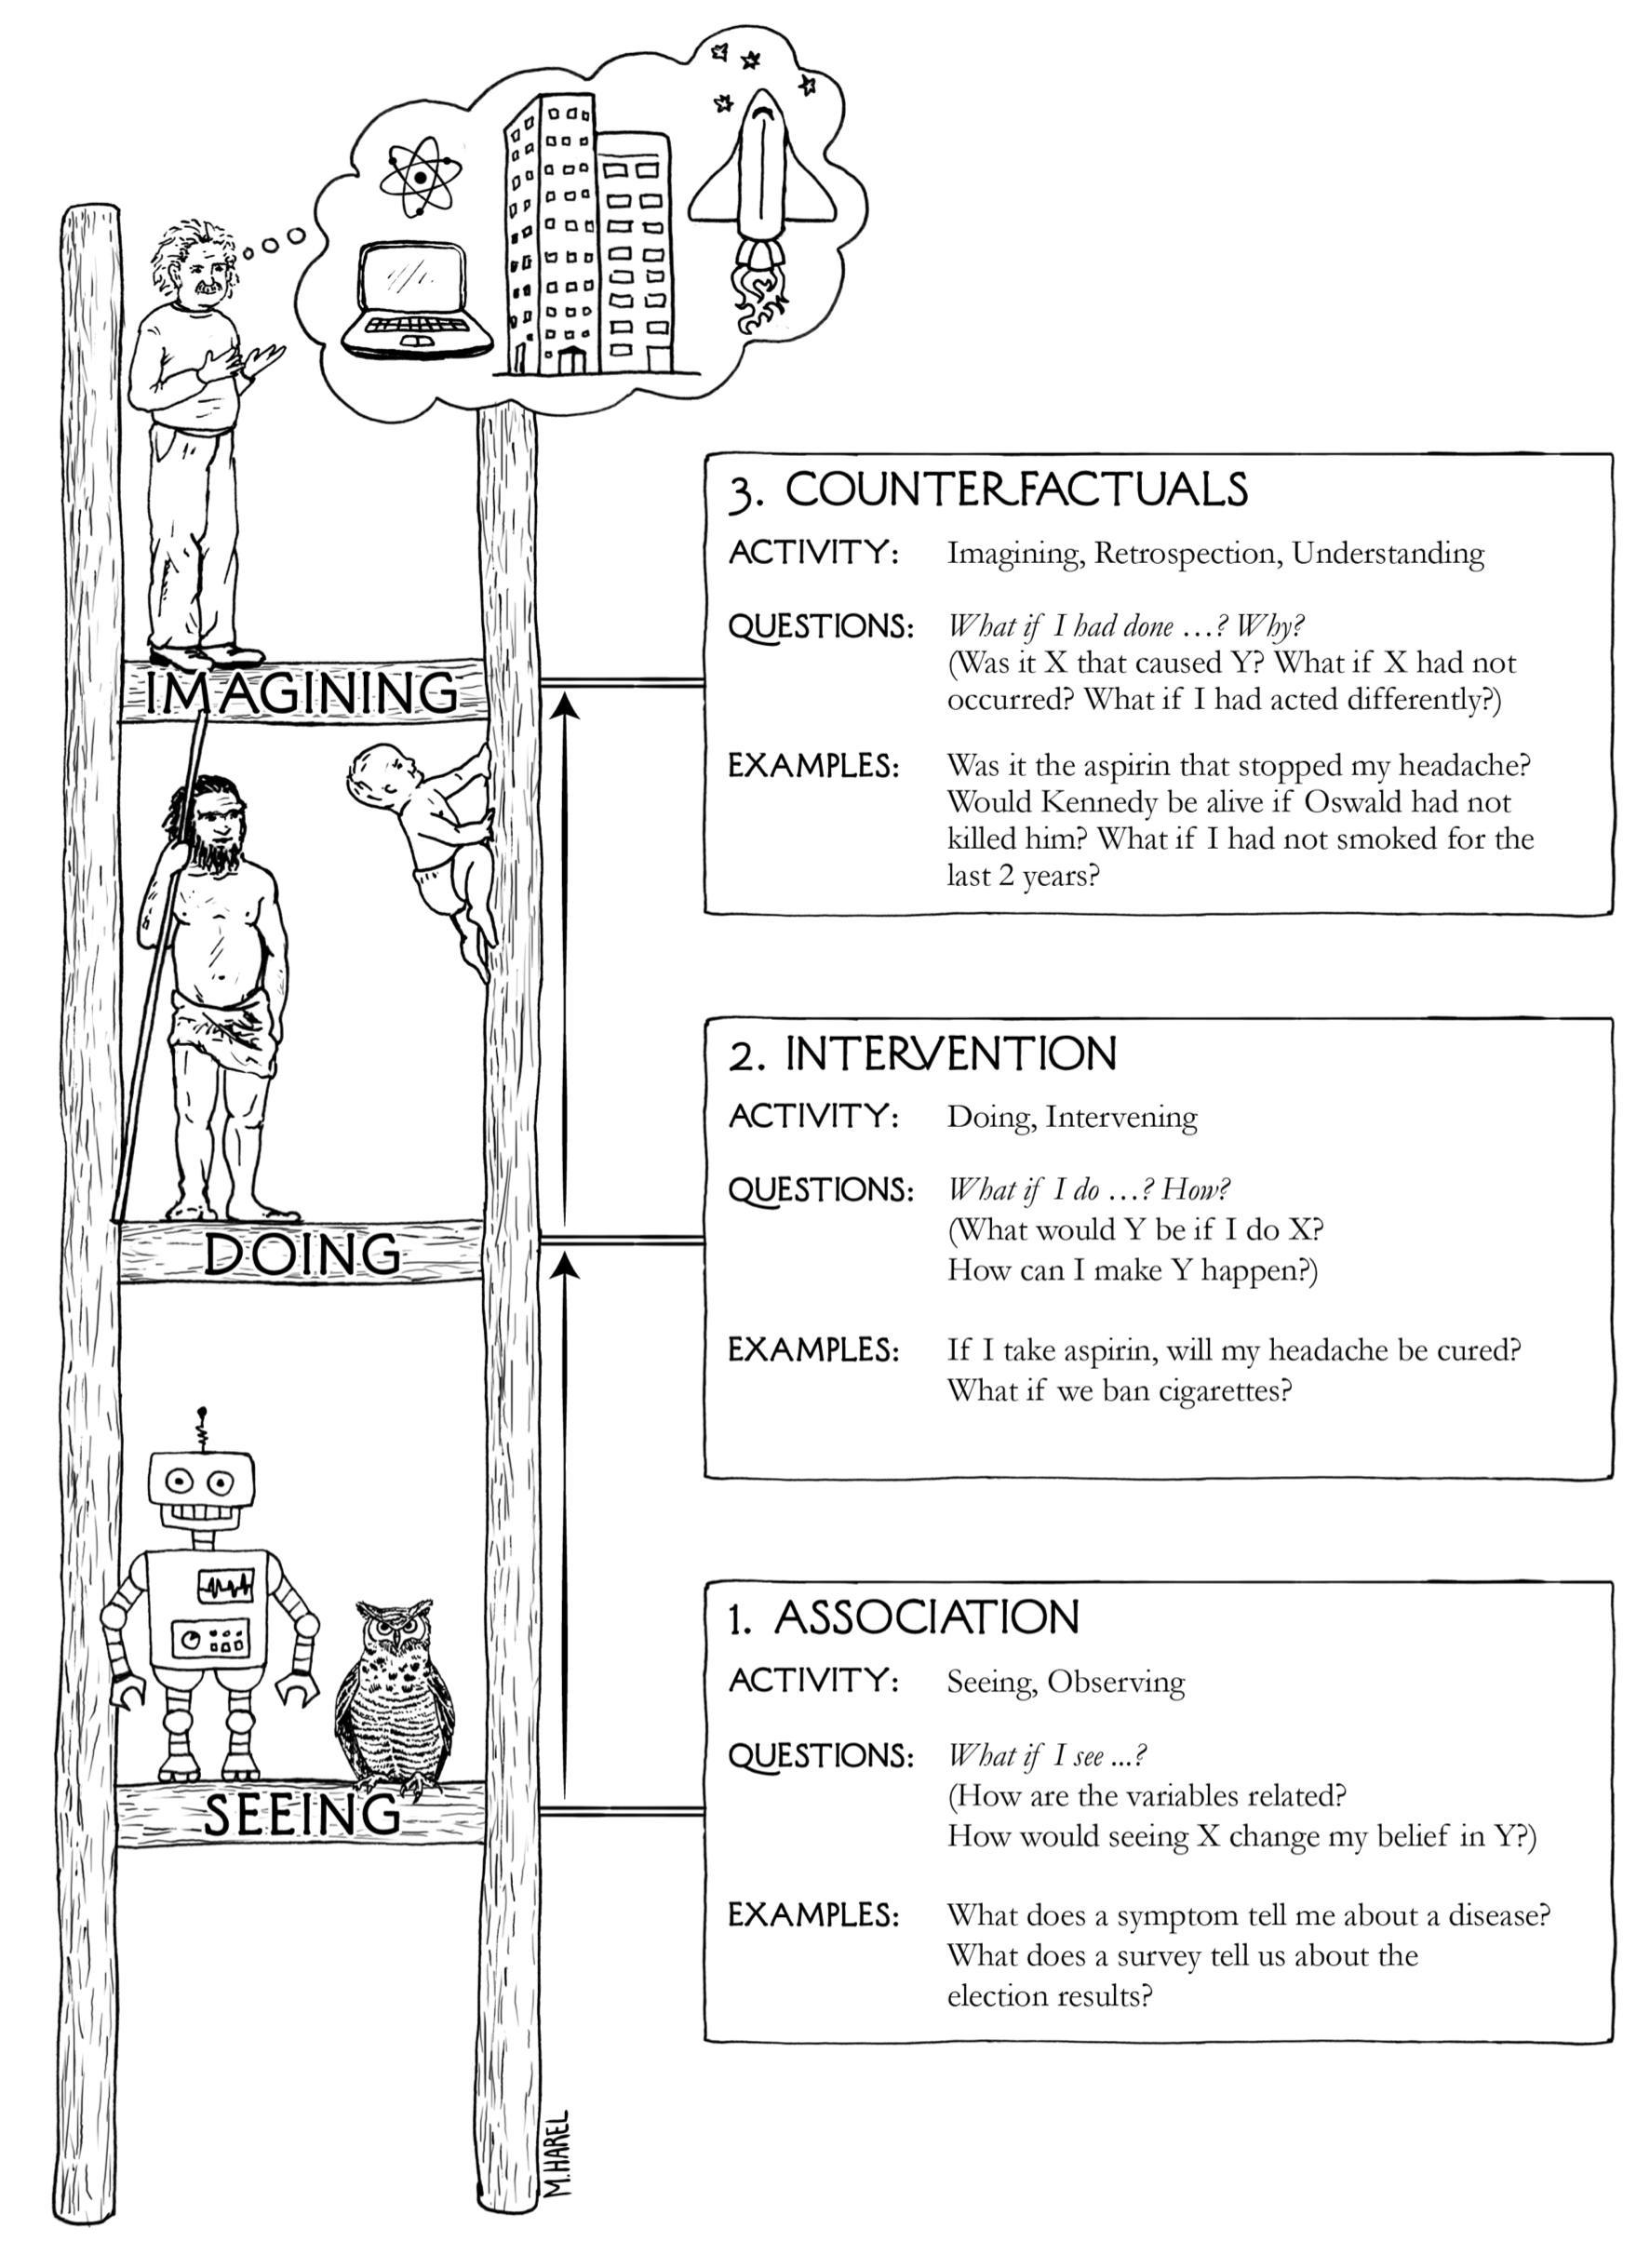 IMAGINING
DOING
SEEING
3. COUNTERFACTUALS
ACTIVITY: Imagining, Retrospection, Understanding
QUESTIONS: What if I had done …? Why?
(Was it X that caused Y? What if X had not
occurred? What if I had acted differently?)
EXAMPLES: Was it the aspirin that stopped my headache?
Would Kennedy be alive if Oswald had not
killed him? What if I had not smoked for the
last 2 years?
2. INTERVENTION
ACTIVITY: Doing, Intervening
QUESTIONS: What if I do …? How?
(What would Y be if I do X?
How can I make Y happen?)
EXAMPLES: If I take aspirin, will my headache be cured?
What if we ban cigarettes?
1. ASSOCIATION
ACTIVITY: Seeing, Observing
QUESTIONS: What if I see ...?
(How are the variables related?
How would seeing X change my belief in Y?)
EXAMPLES: What does a symptom tell me about a disease?
What does a survey tell us about the
election results?
M.HAREL